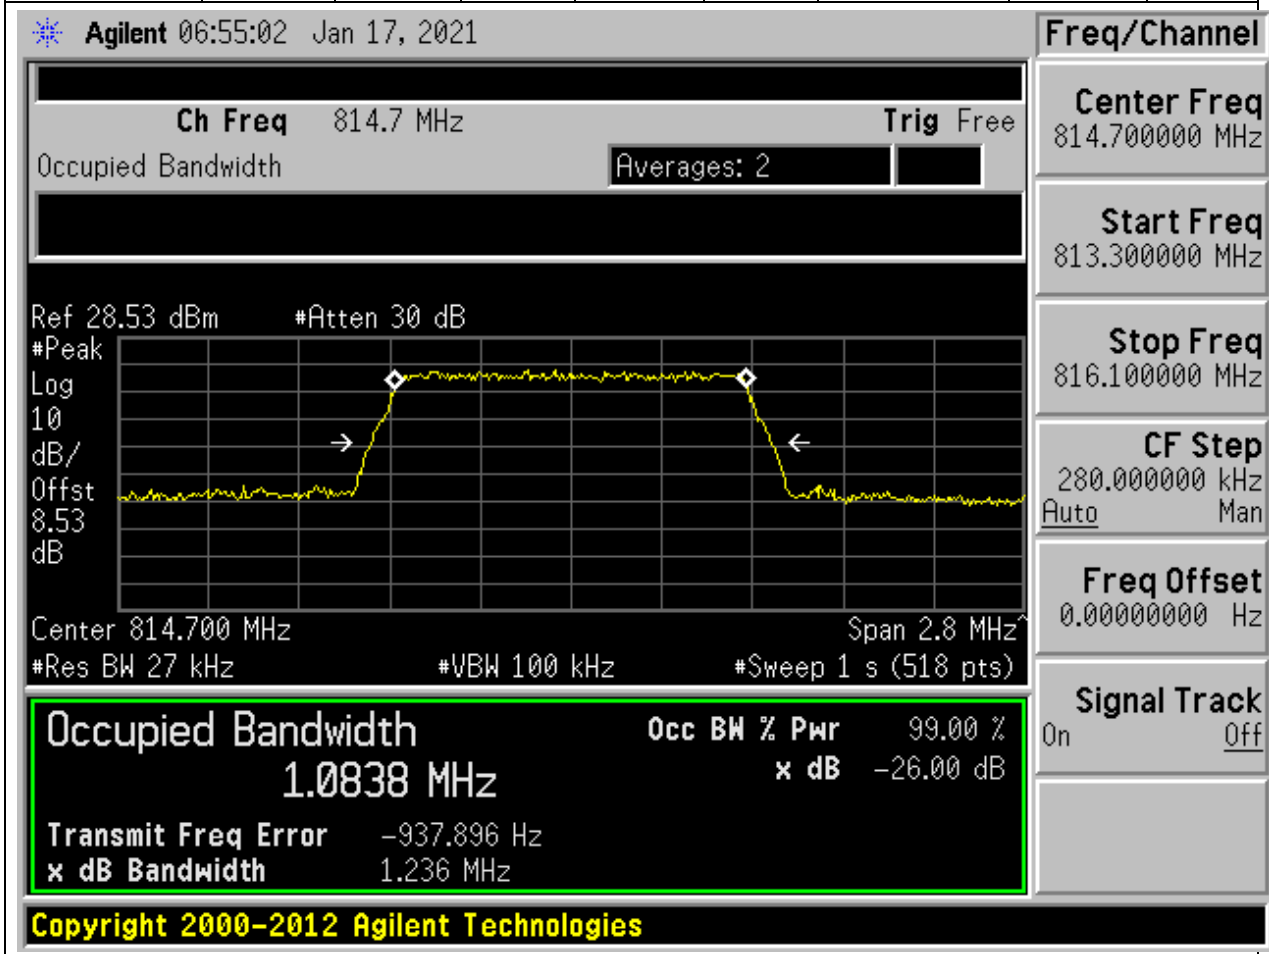 Agilent 06:55:02 Jan 17, 2021
Freq/Channel
Ch Freq 814.7 MHz Trig Free
Occupied Bandwidth Averages: 2
Center Freq
814.700000 MHz
Start Freq
813.300000 MHz
Stop Freq
816.100000 MHz
CF Step
280.000000 kHz
Auto Man
Freq Offset
0.00000000 Hz
Signal Track
On Off
Ref 28.53 dBm #Atten 30 dB
#Peak
Log
10
dB/
Offst
8.53
dB
Center 814.700 MHz Span 2.8 MHz^
#Res BW 27 kHz #VBW 100 kHz #Sweep 1 s (518 pts)
Occupied Bandwidth Occ BW % Pwr 99.00 %
1.0838 MHz x dB -26.00 dB
Transmit Freq Error -937.896 Hz
x dB Bandwidth 1.236 MHz
Copyright 2000-2012 Agilent Technologies